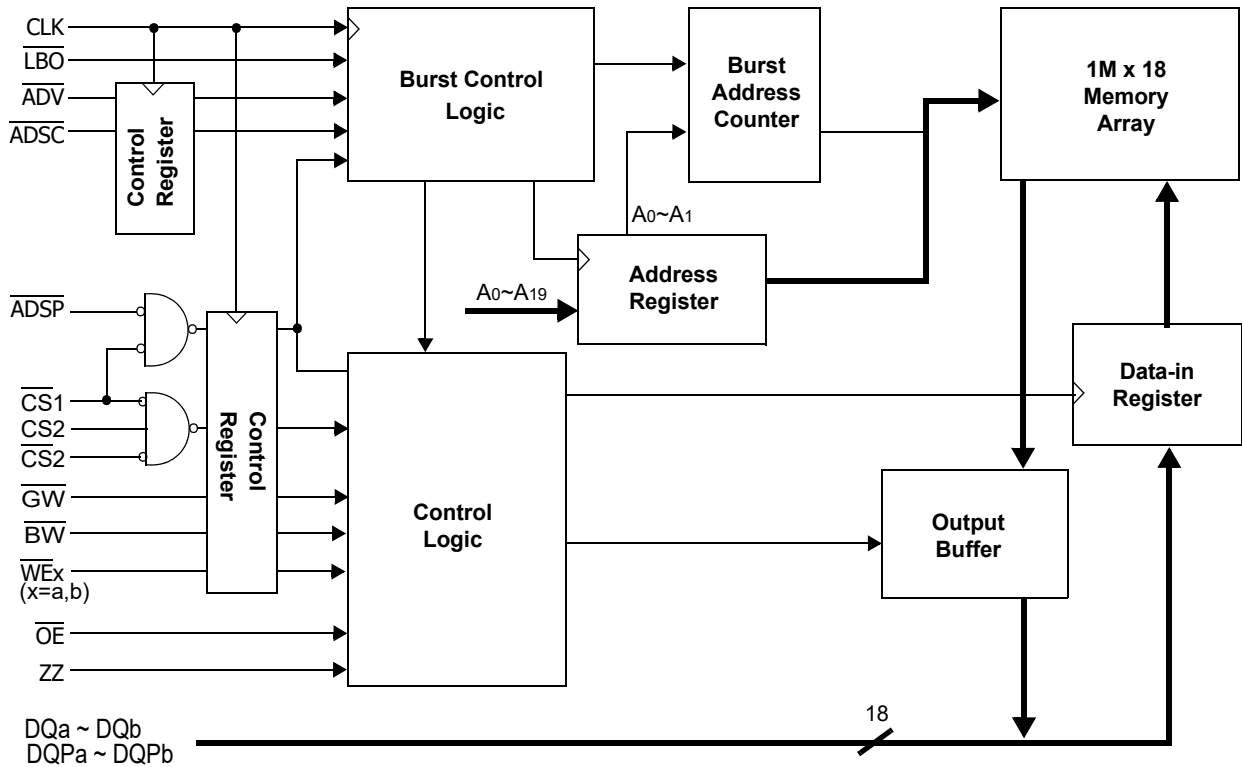 CLK
LBO
ADV
ADSC
Control
Register
Burst Control
Logic
Burst
Address
Counter
1M x 18
Memory
Array
A0~A1
Address
Register
A0~A19
ADSP
CS1
CS2
CS2
GW
BW
WEx
(x=a,b)
OE
ZZ
Control
Register
Control
Logic
Data-in
Register
Output
Buffer
DQa ~ DQb
DQPa ~ DQPb
18